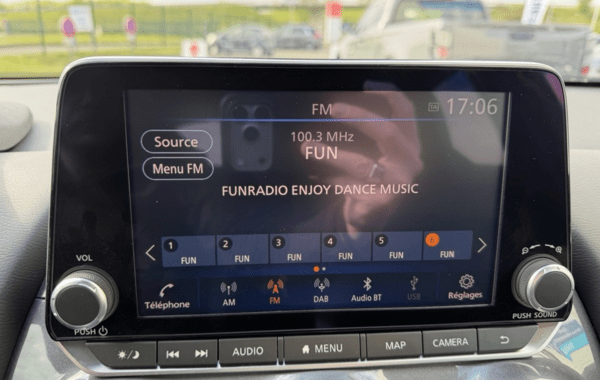 FM
TA 17:06
Source
100.3 MHz
FUN
Menu FM
FUNRADIO ENJOY DANCE MUSIC
1 FUN
2 FUN
3 FUN
4 FUN
5 FUN
FUN
VOL
PUSH
Téléphone
AM
FM
DAB
Audio BT
USB
Réglages
PUSH SOUND
AUDIO
MENU
MAP
CAMERA